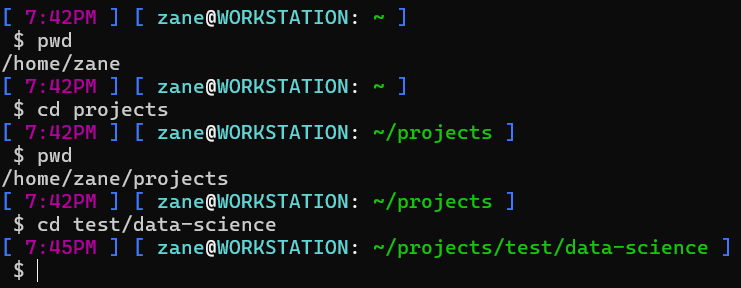 [ 7:42PM ] [ zane@WORKSTATION: ~ ]
$ pwd
/home/zane
[ 7:42PM ] [ zane@WORKSTATION: ~ ]
$ cd projects
[ 7:42PM ] [ zane@WORKSTATION: ~/projects ]
$ pwd
/home/zane/projects
[ 7:42PM ] [ zane@WORKSTATION: ~/projects ]
$ cd test/data-science
[ 7:45PM ] [ zane@WORKSTATION: ~/projects/test/data-science ]
$